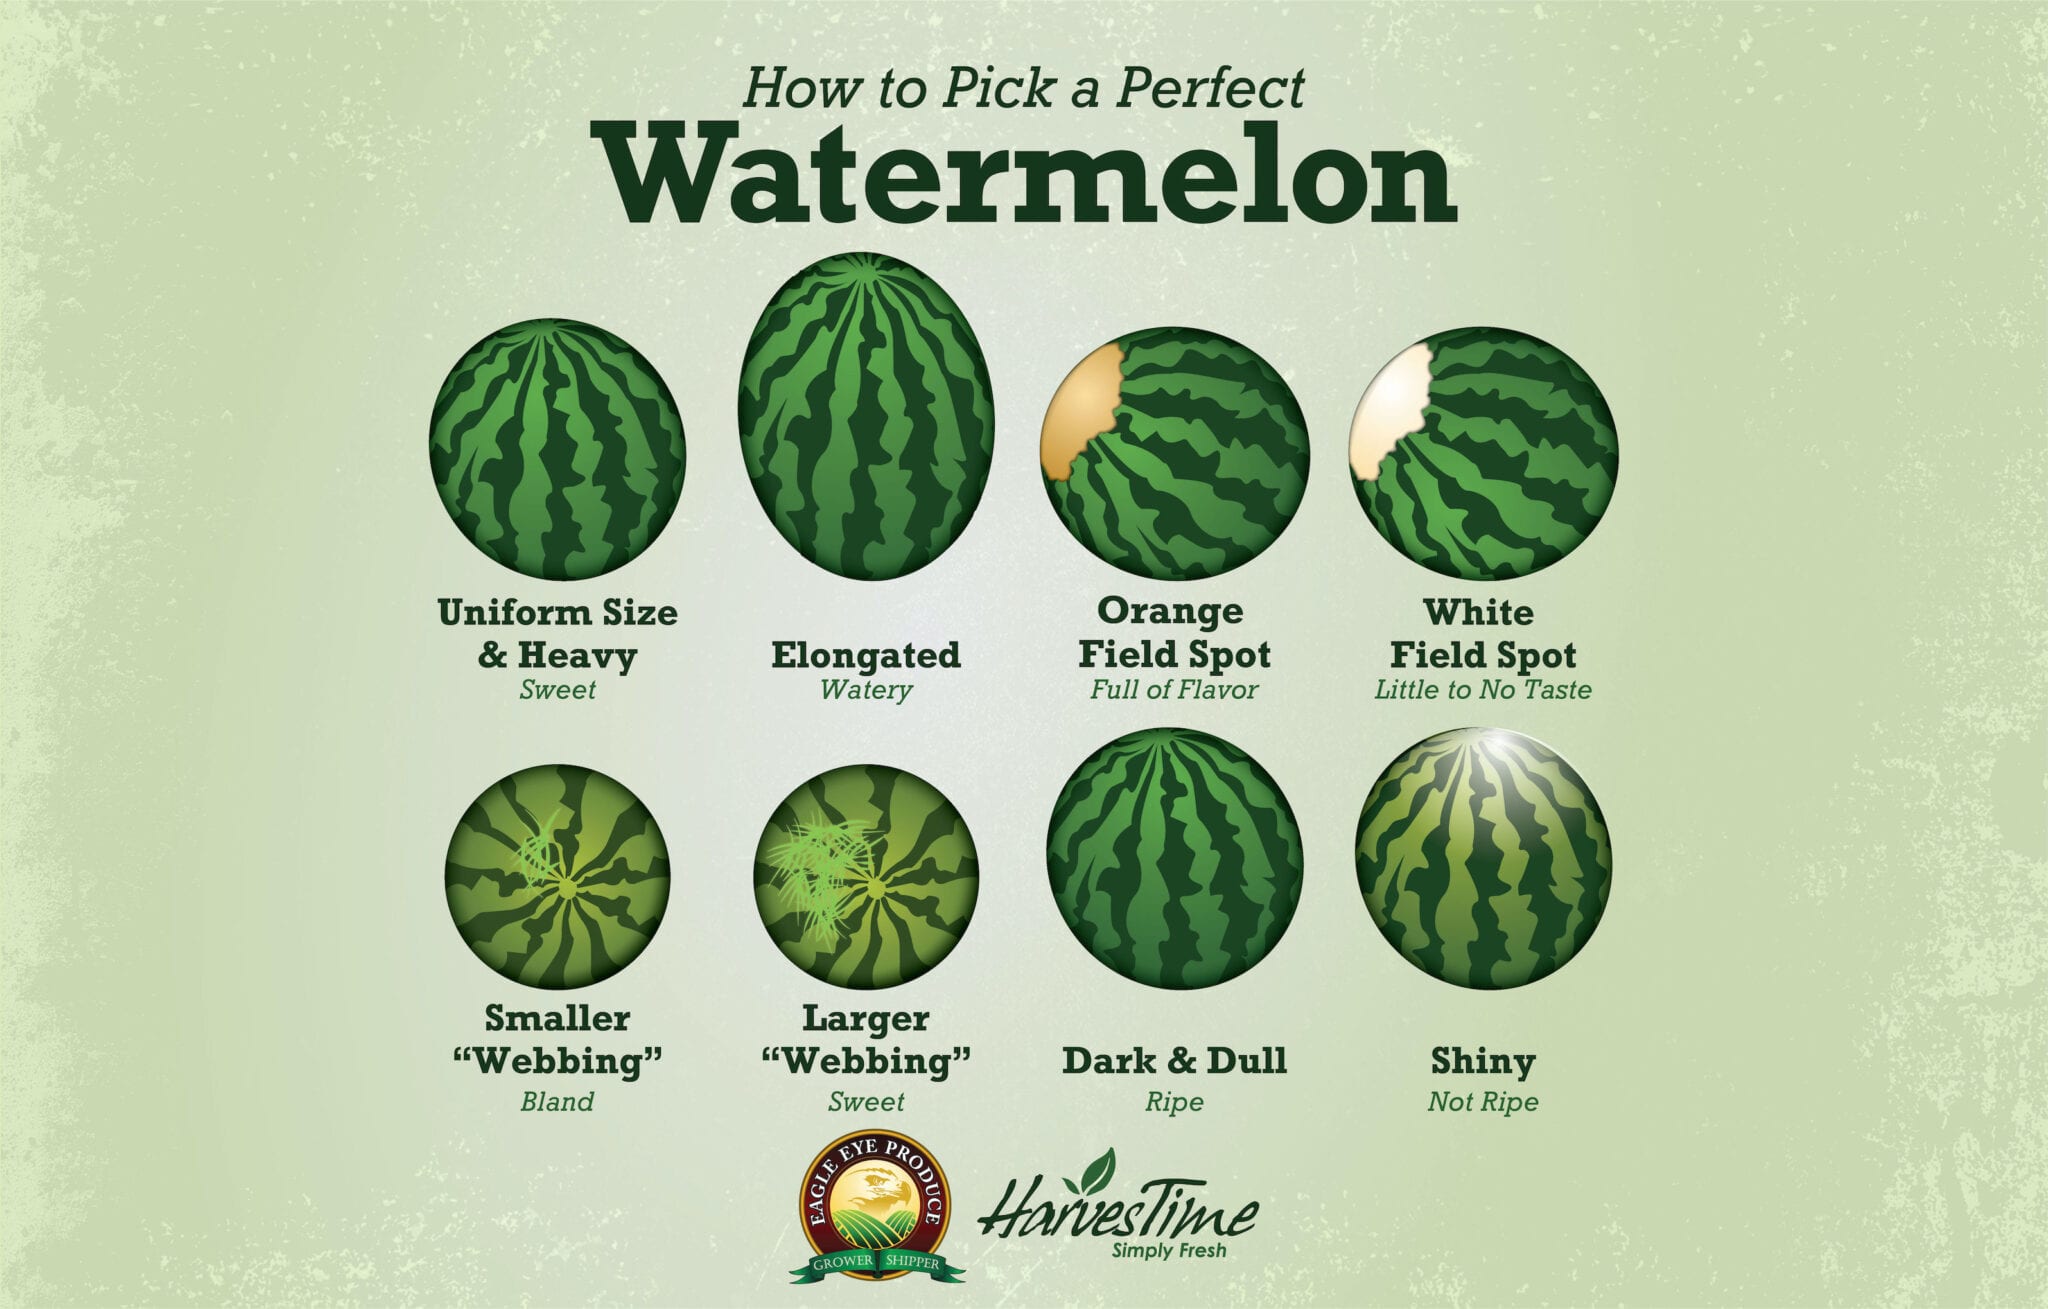 How to Pick a Perfect
Watermelon
Uniform Size
& Heavy
Sweet
Elongated
Watery
Orange
Field Spot
Full of Flavor
White
Field Spot
Little to No Taste
Smaller
“Webbing”
Bland
Larger
“Webbing”
Sweet
Dark & Dull
Ripe
Shiny
Not Ripe
EAGLE EYE PRODUCE
GROWER SHIPPER
HarvesTime
Simply Fresh